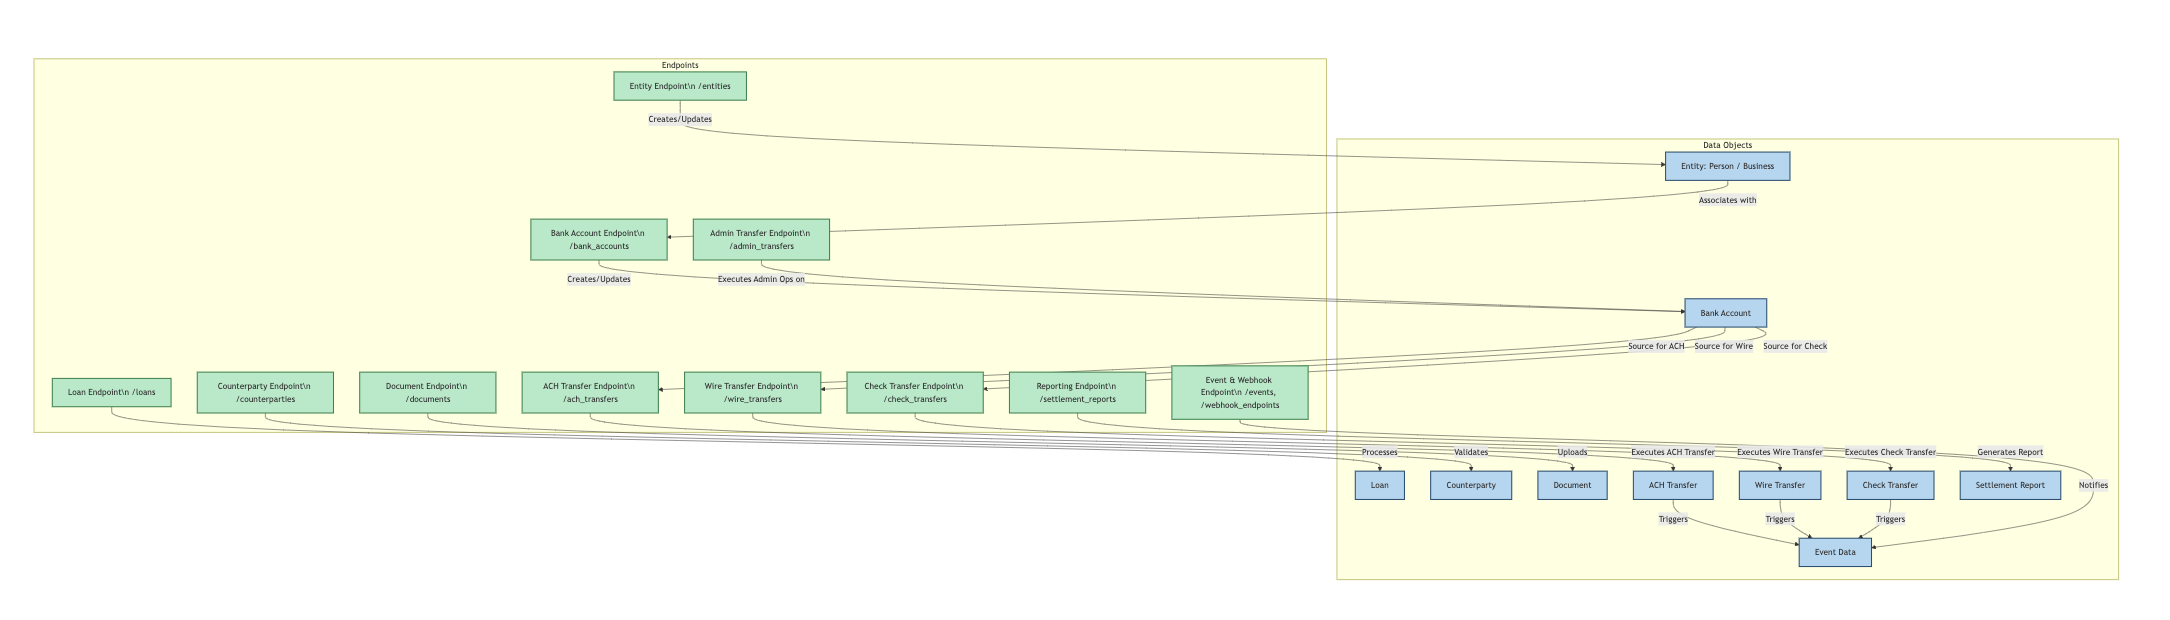 Endpoints
Entity Endpoint\n /entities
Creates/Updates
Data Objects
Entity: Person / Business
Associates with
Bank Account Endpoint\n
/bank_accounts
Admin Transfer Endpoint\n
/admin_transfers
Creates/Updates
Executes Admin Ops on
Bank Account
Source for ACH
Source for Wire
Source for Check
Loan Endpoint\n /loans
Counterparty Endpoint\n
/counterparties
Document Endpoint\n
/documents
ACH Transfer Endpoint\n
/ach_transfers
Wire Transfer Endpoint\n
/wire_transfers
Check Transfer Endpoint\n
/check_transfers
Reporting Endpoint\n
/settlement_reports
Event & Webhook
Endpoint\n /events,
/webhook_endpoints
Processes
Validates
Uploads
Executes ACH Transfer
Executes Wire Transfer
Executes Check Transfer
Generates Report
Loan
Counterparty
Document
ACH Transfer
Wire Transfer
Check Transfer
Settlement Report
Notifies
Triggers
Triggers
Triggers
Event Data